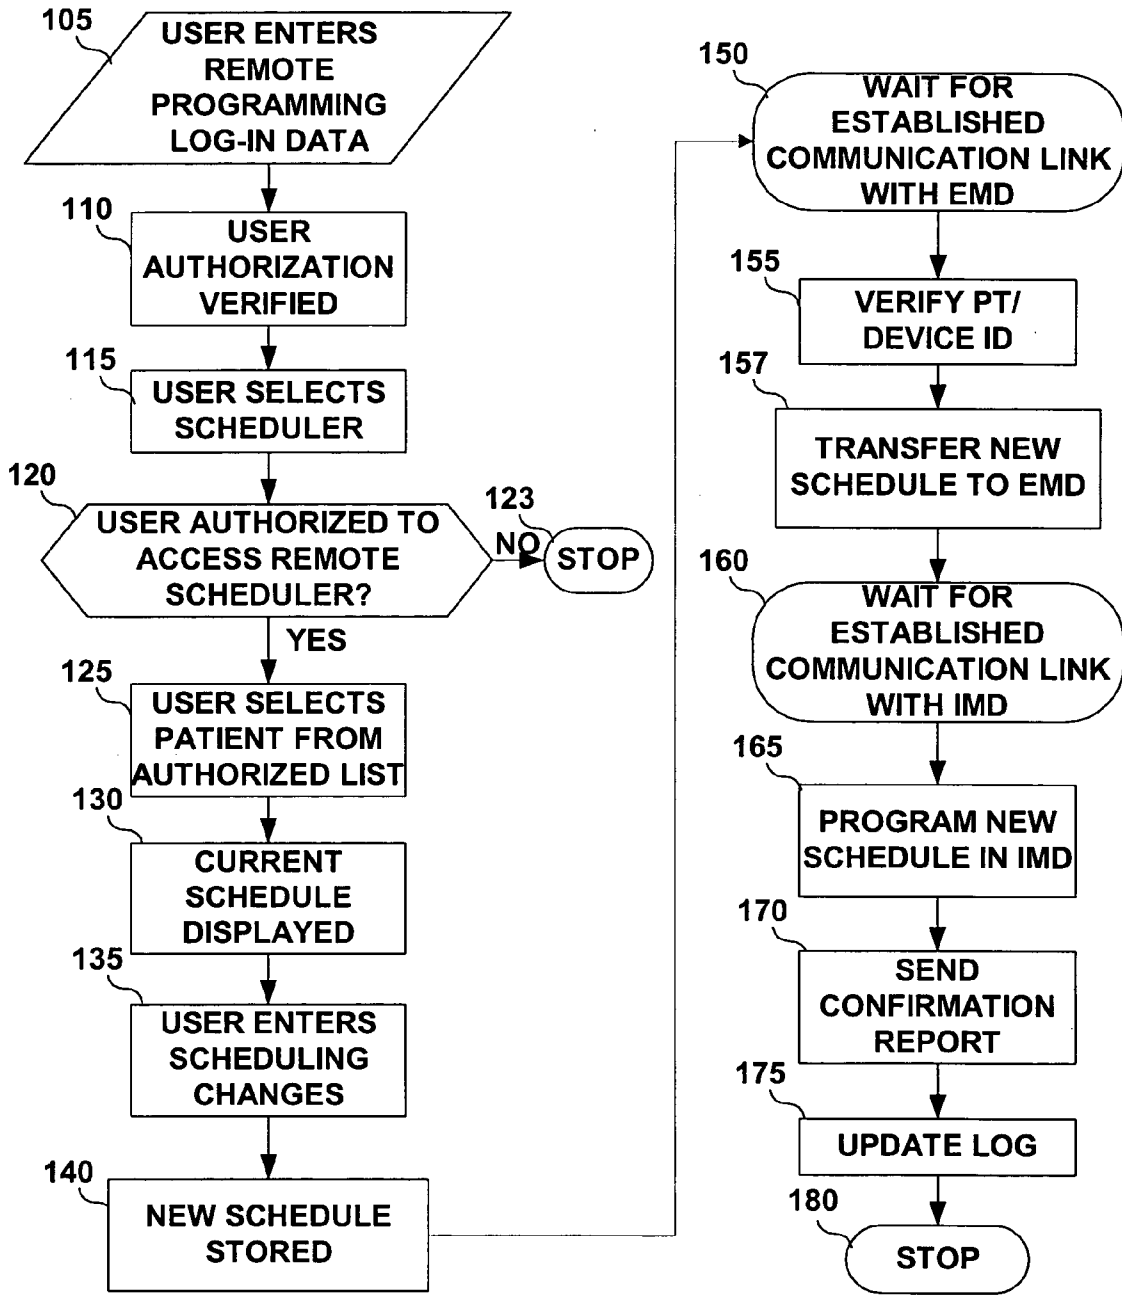 105
USER ENTERS
REMOTE
PROGRAMMING
LOG-IN DATA
110
USER
AUTHORIZATION
VERIFIED
115
USER SELECTS
SCHEDULER
120
USER AUTHORIZED TO
ACCESS REMOTE
SCHEDULER?
NO
123
STOP
YES
125
USER SELECTS
PATIENT FROM
AUTHORIZED LIST
130
CURRENT
SCHEDULE
DISPLAYED
135
USER ENTERS
SCHEDULING
CHANGES
140
NEW SCHEDULE
STORED
150
WAIT FOR
ESTABLISHED
COMMUNICATION LINK
WITH EMD
155
VERIFY PT/
DEVICE ID
157
TRANSFER NEW
SCHEDULE TO EMD
160
WAIT FOR
ESTABLISHED
COMMUNICATION LINK
WITH IMD
165
PROGRAM NEW
SCHEDULE IN IMD
170
SEND
CONFIRMATION
REPORT
175
UPDATE LOG
180
STOP